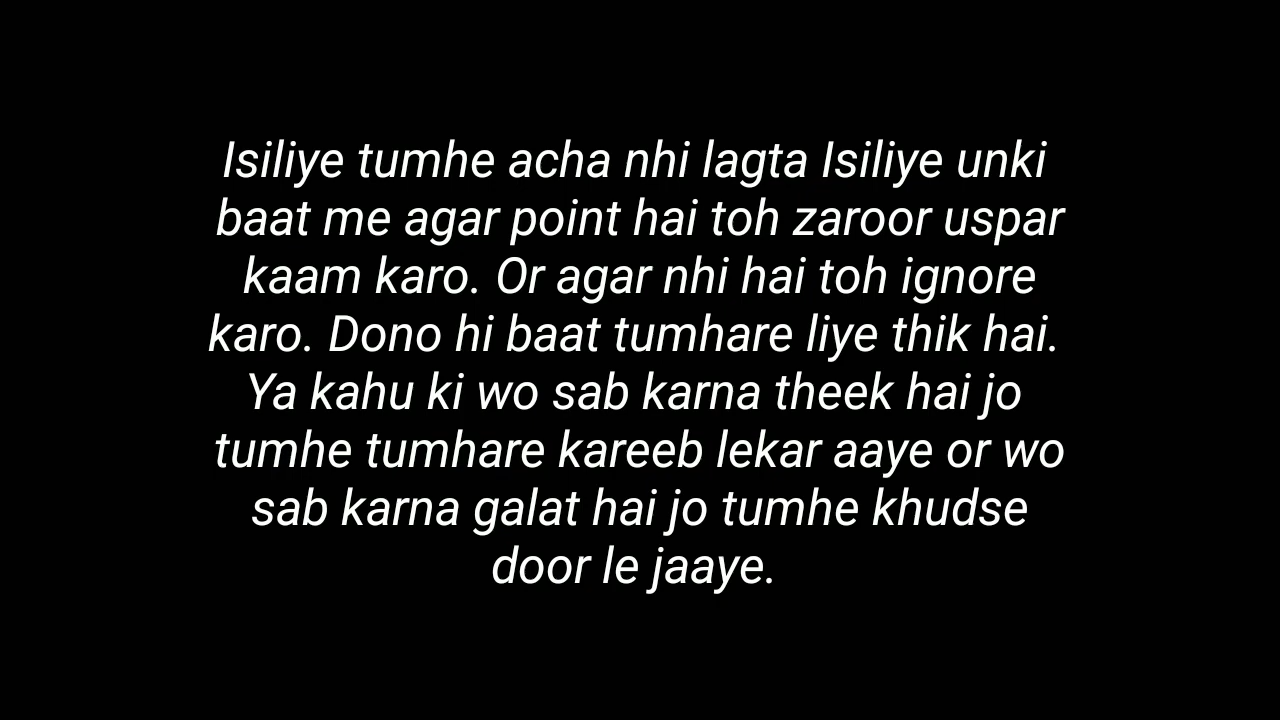 Isiliye tumhe acha nhi lagta Isiliye unki
baat me agar point hai toh zaroor uspar
kaam karo. Or agar nhi hai toh ignore
karo. Dono hi baat tumhare liye thik hai.
Ya kahu ki wo sab karna theek hai jo
tumhe tumhare kareeb lekar aaye or wo
sab karna galat hai jo tumhe khudse
door le jaaye.